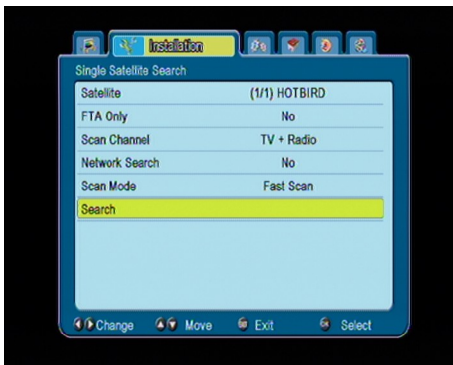 Installation
Single Satellite Search
Satellite (1/1) HOTBIRD
FTA Only No
Scan Channel TV + Radio
Network Search No
Scan Mode Fast Scan
Search
Change Move Exit Select